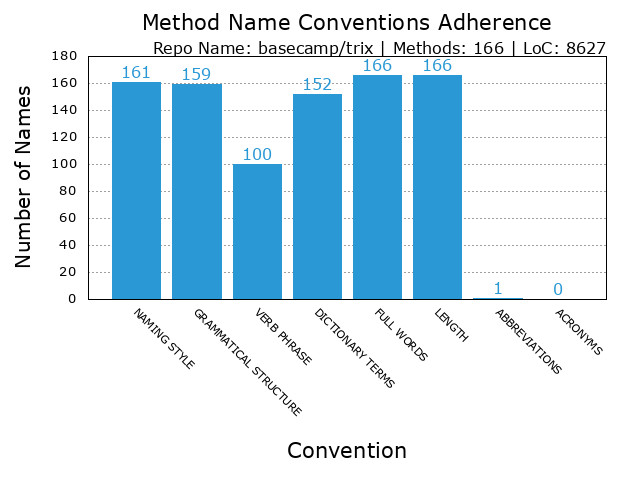 Method Name Conventions Adherence
Repo Name: basecamp/trix | Methods: 166 | LoC: 8627
Number of Names
180
160
140
120
100
80
60
40
20
0
161
159
100
152
166
166
1
0
NAMING STYLE
GRAMMATICAL STRUCTURE
VERB PHRASE
DICTIONARY TERMS
FULL WORDS
LENGTH
ABBREVIATIONS
ACRONYMS
Convention